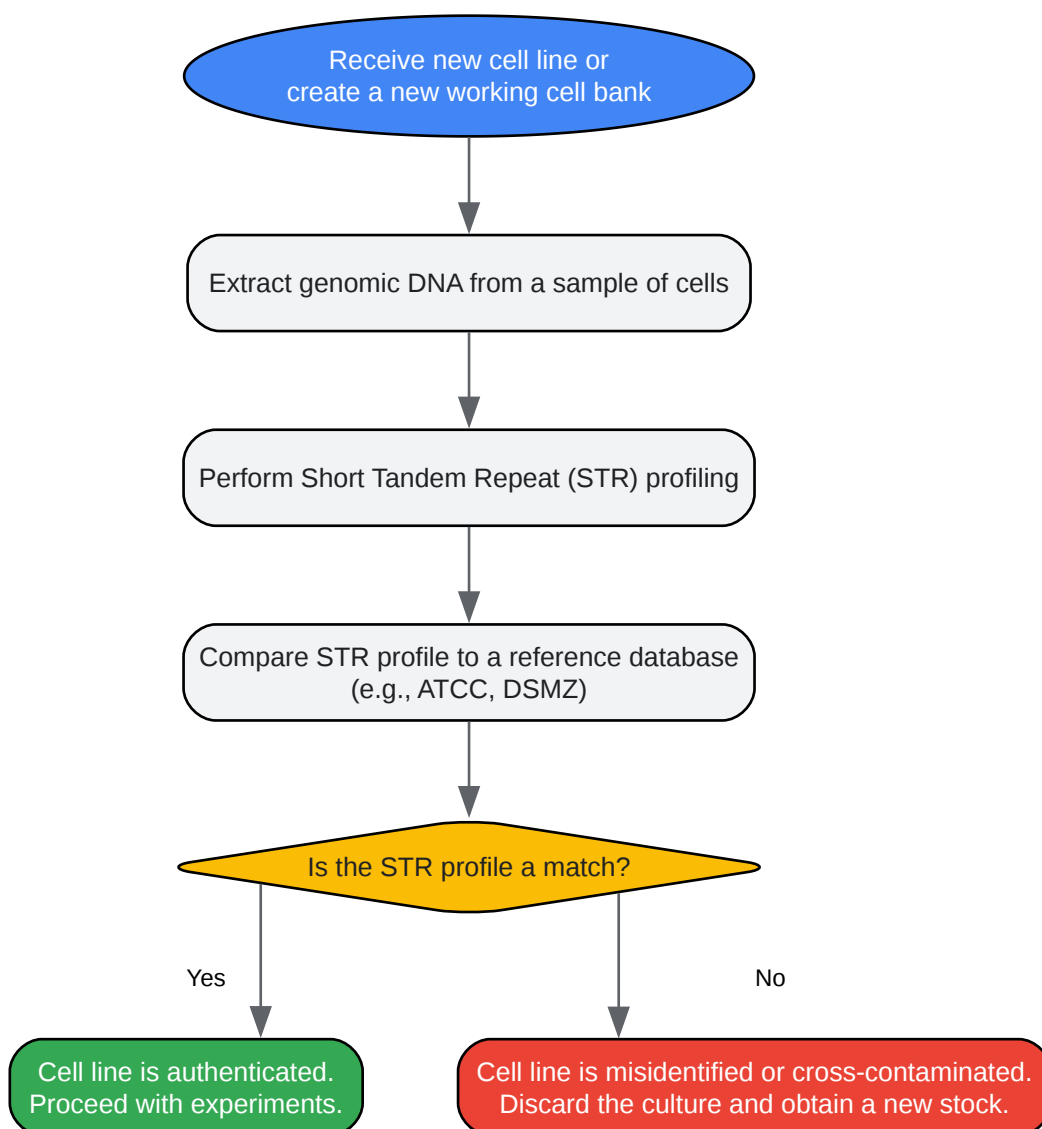 Receive new cell line or
create a new working cell bank
Extract genomic DNA from a sample of cells
Perform Short Tandem Repeat (STR) profiling
Compare STR profile to a reference database
(e.g., ATCC, DSMZ)
Is the STR profile a match?
Yes
No
Cell line is authenticated.
Proceed with experiments.
Cell line is misidentified or cross-contaminated.
Discard the culture and obtain a new stock.